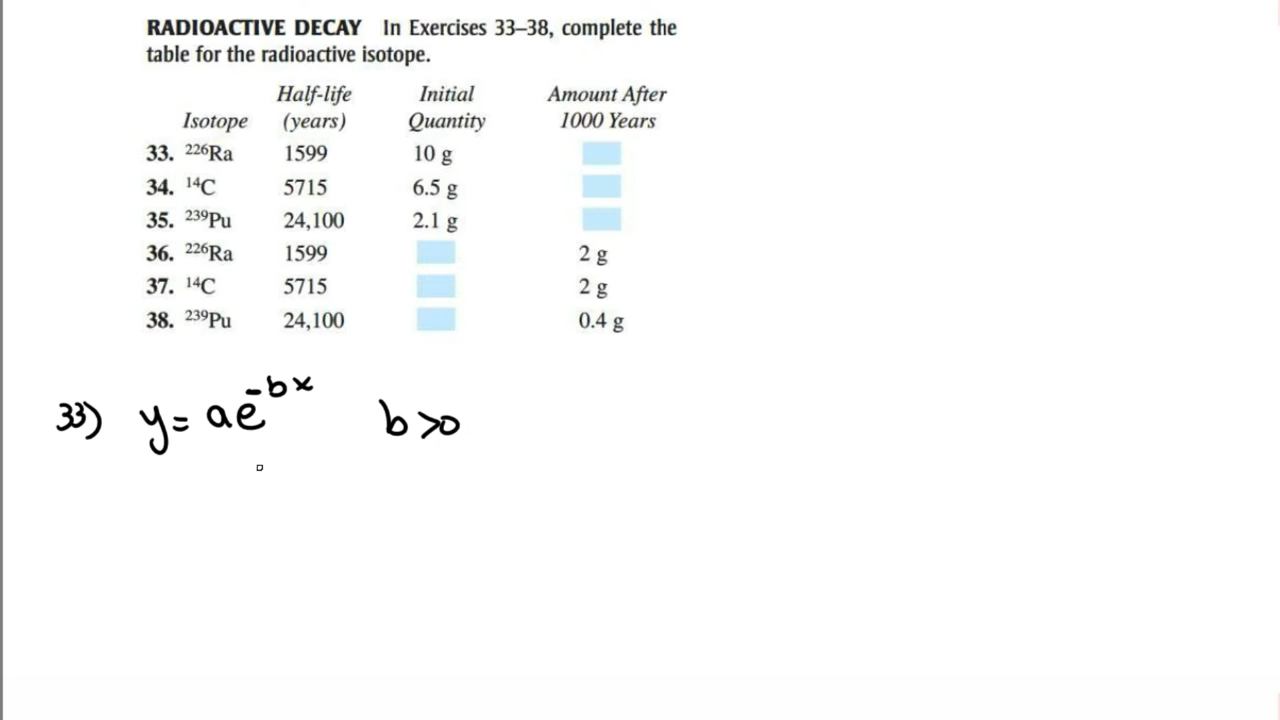 RADIOACTIVE DECAY In Exercises 33–38, complete the
table for the radioactive isotope.
Half-life Initial Amount After
Isotope (years) Quantity 1000 Years
33. ²²⁶Ra 1599 10 g
34. ¹⁴C 5715 6.5 g
35. ²³⁹Pu 24,100 2.1 g
36. ²²⁶Ra 1599 2 g
37. ¹⁴C 5715 2 g
38. ²³⁹Pu 24,100 0.4 g
33) y = ae^{-bx} b>0